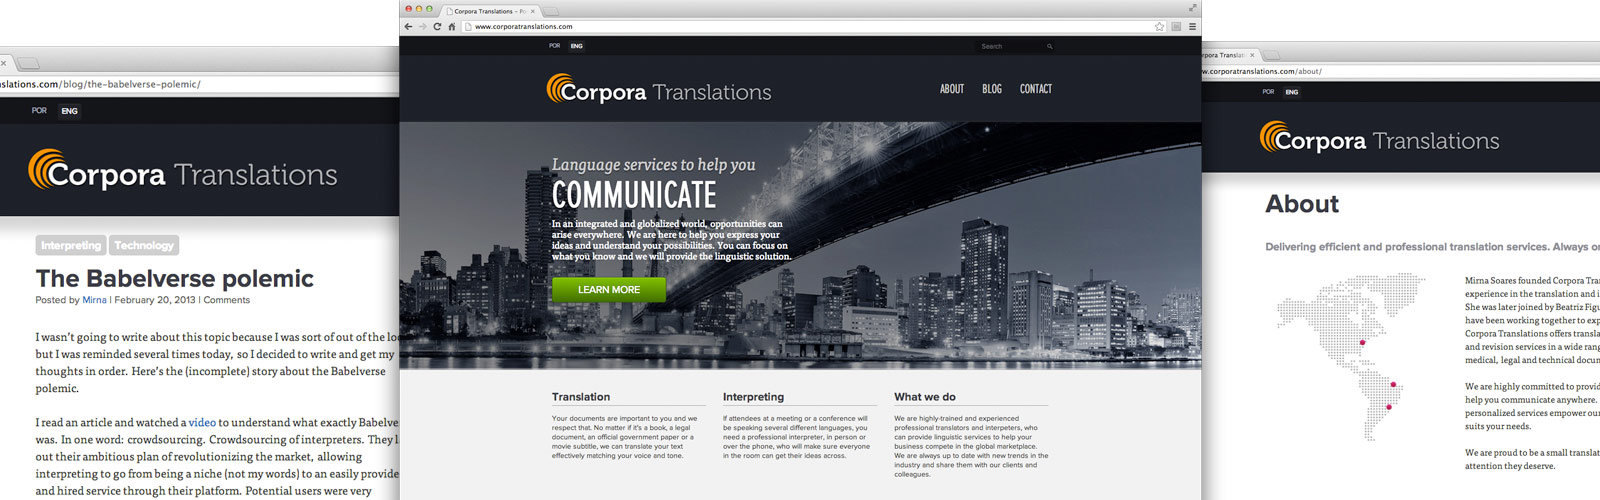 slations.com/blog/the-babelverse-polemic/
POR ENG
Corpora Translations
Interpreting Technology
The Babelverse polemic
Posted by Mirna | February 20, 2013 | Comments
I wasn't going to write about this topic because I was sort of out of the loo
but I was reminded several times today, so I decided to write and get my
thoughts in order. Here's the (incomplete) story about the Babelverse
polemic.
I read an article and watched a video to understand what exactly Babelve
was. In one word: crowdsourcing. Crowdsourcing of interpreters. They l
out their ambitious plan of revolutionizing the market, allowing
interpreting to go from being a niche (not my words) to an easily provide
and hired service through their platform. Potential users were very
Corpora Translations - Po
www.corporatranslations.com
POR ENG
Search
Corpora Translations
ABOUT BLOG CONTACT
Language services to help you
COMMUNICATE
In an integrated and globalized world, opportunities can
arise everywhere. We are here to help you express your
ideas and understand your possibilities. You can focus on
what you know and we will provide the linguistic solution.
LEARN MORE
Translation
Your documents are important to you and we
respect that. No matter if it's a book, a legal
document, an official government paper or a
movie subtitle, we can translate your text
effectively matching your voice and tone.
Interpreting
If attendees at a meeting or a conference will
be speaking several different languages, you
need a professional interpreter, in person or
over the phone, who will make sure everyone
in the room can get their ideas across.
What we do
We are highly-trained and experienced
professional translators and interpeters, who
can provide linguistic services to help your
business compete in the global marketplace.
We are always up to date with new trends in the
industry and share them with our clients and
colleagues.
rpora Translati
w.corporatranslations.com/about/
POR ENG
Corpora Translations
About
Delivering efficient and professional translation services. Always o
Mirna Soares founded Corpora Tra
experience in the translation and i
She was later joined by Beatriz Figu
have been working together to exp
Corpora Translations offers transla
and revision services in a wide rang
medical, legal and technical docum
We are highly committed to provid
help you communicate anywhere.
personalized services empower our
suits your needs.
We are proud to be a small translat
attention they deserve.